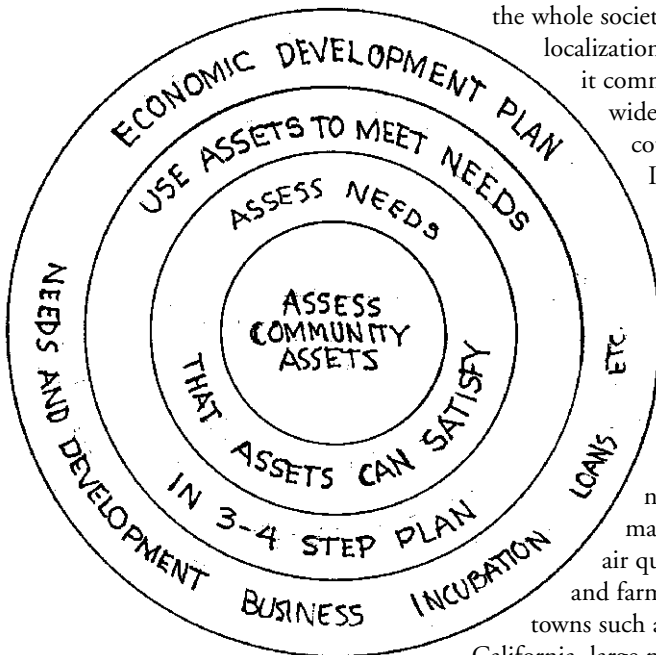 ECONOMIC DEVELOPMENT PLAN
USE ASSETS TO MEET NEEDS
ASSESS NEEDS
ASSESS
COMMUNITY
ASSETS
THAT ASSETS CAN SATISFY
IN 3-4 STEP PLAN
NEEDS AND DEVELOPMENT BUSINESS INCUBATION LOANS ETC.
the whole societ
localization
it comm
wide
co
n
ma
air qu
and farm
towns such a